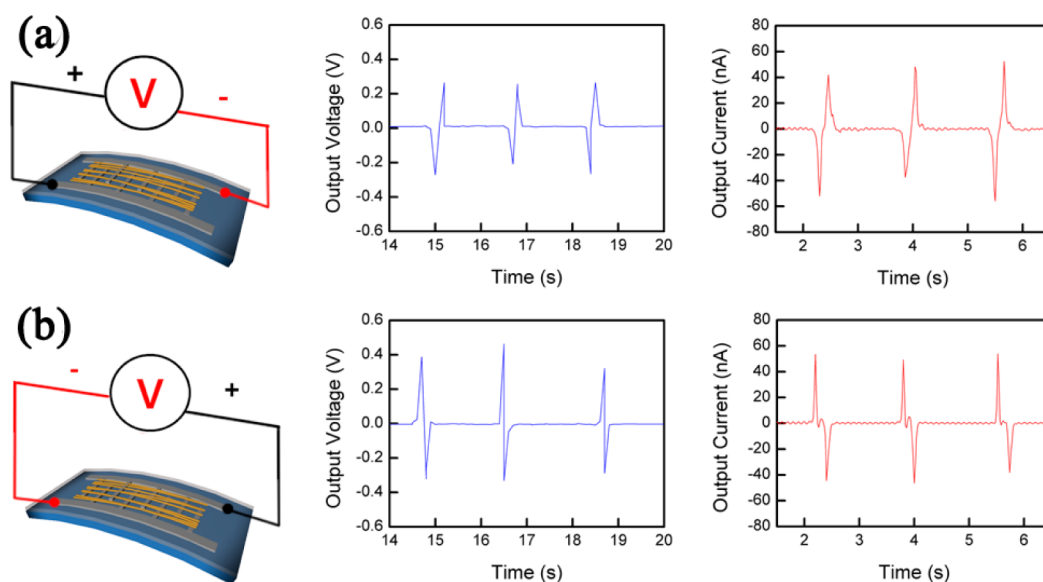 (a)
+
V
-
Output Voltage (V)
0.6
0.4
0.2
0.0
-0.2
-0.4
-0.6
14 15 16 17 18 19 20
Time (s)
Output Current (nA)
80
60
40
20
0
-20
-40
-60
-80
2 3 4 5 6
Time (s)
(b)
-
V
+
Output Voltage (V)
0.6
0.4
0.2
0.0
-0.2
-0.4
-0.6
14 15 16 17 18 19 20
Time (s)
Output Current (nA)
80
60
40
20
0
-20
-40
-60
-80
2 3 4 5 6
Time (s)